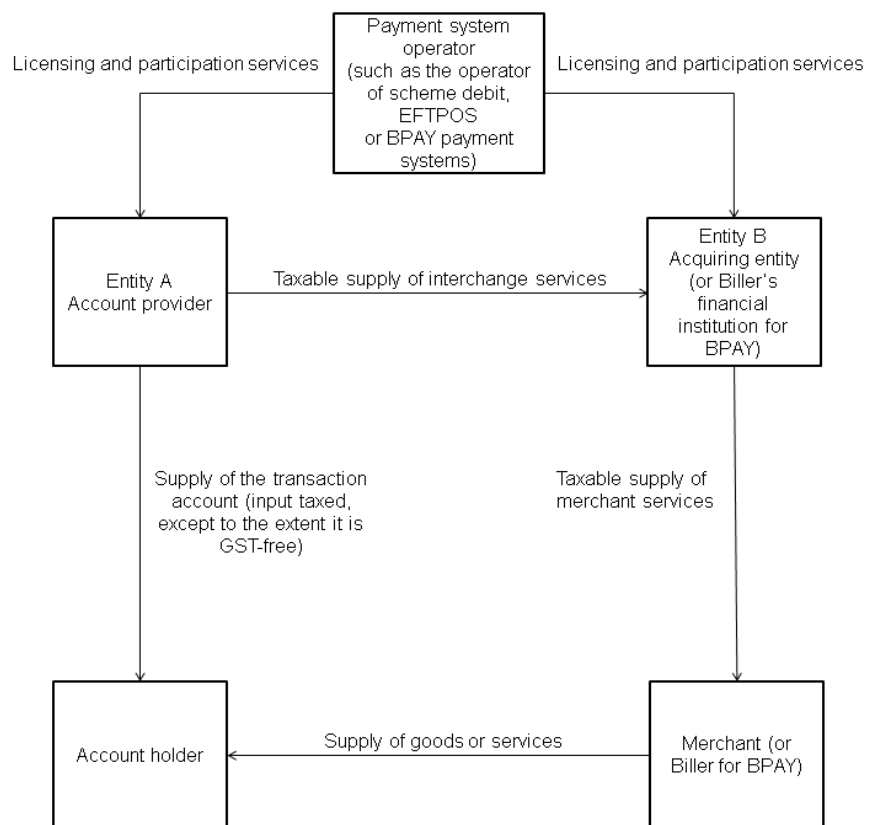 Payment system
operator
(such as the operator
of scheme debit,
EFTPOS
or BPAY payment
systems)
Licensing and participation services
Licensing and participation services
Entity A
Account provider
Taxable supply of interchange services
Entity B
Acquiring entity
(or Biller's
financial
institution for
BPAY)
Supply of the transaction
account (input taxed,
except to the extent it is
GST-free)
Taxable supply of
merchant services
Account holder
Supply of goods or services
Merchant (or
Biller for BPAY)